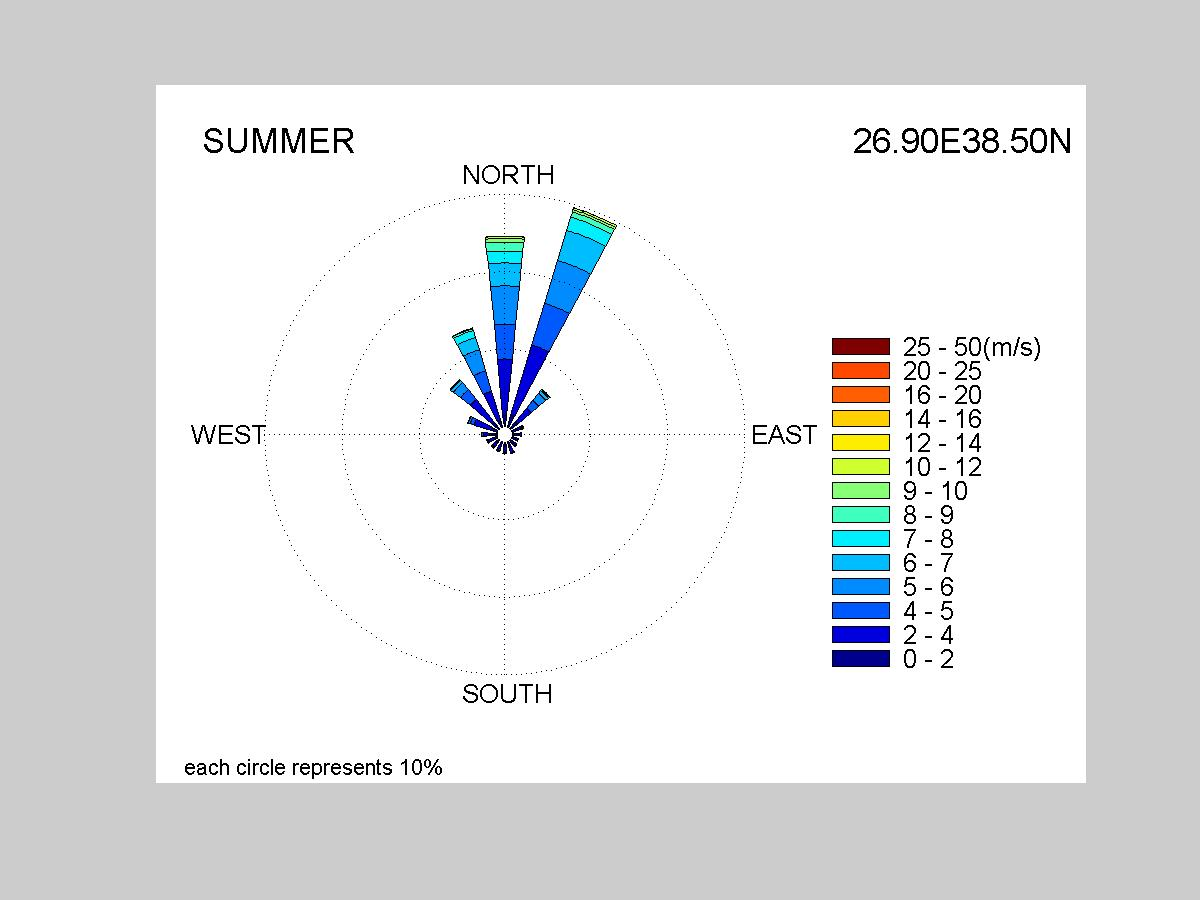 SUMMER
26.90E38.50N
NORTH
WEST
EAST
SOUTH
25 - 50(m/s)
20 - 25
16 - 20
14 - 16
12 - 14
10 - 12
9 - 10
8 - 9
7 - 8
6 - 7
5 - 6
4 - 5
2 - 4
0 - 2
each circle represents 10%